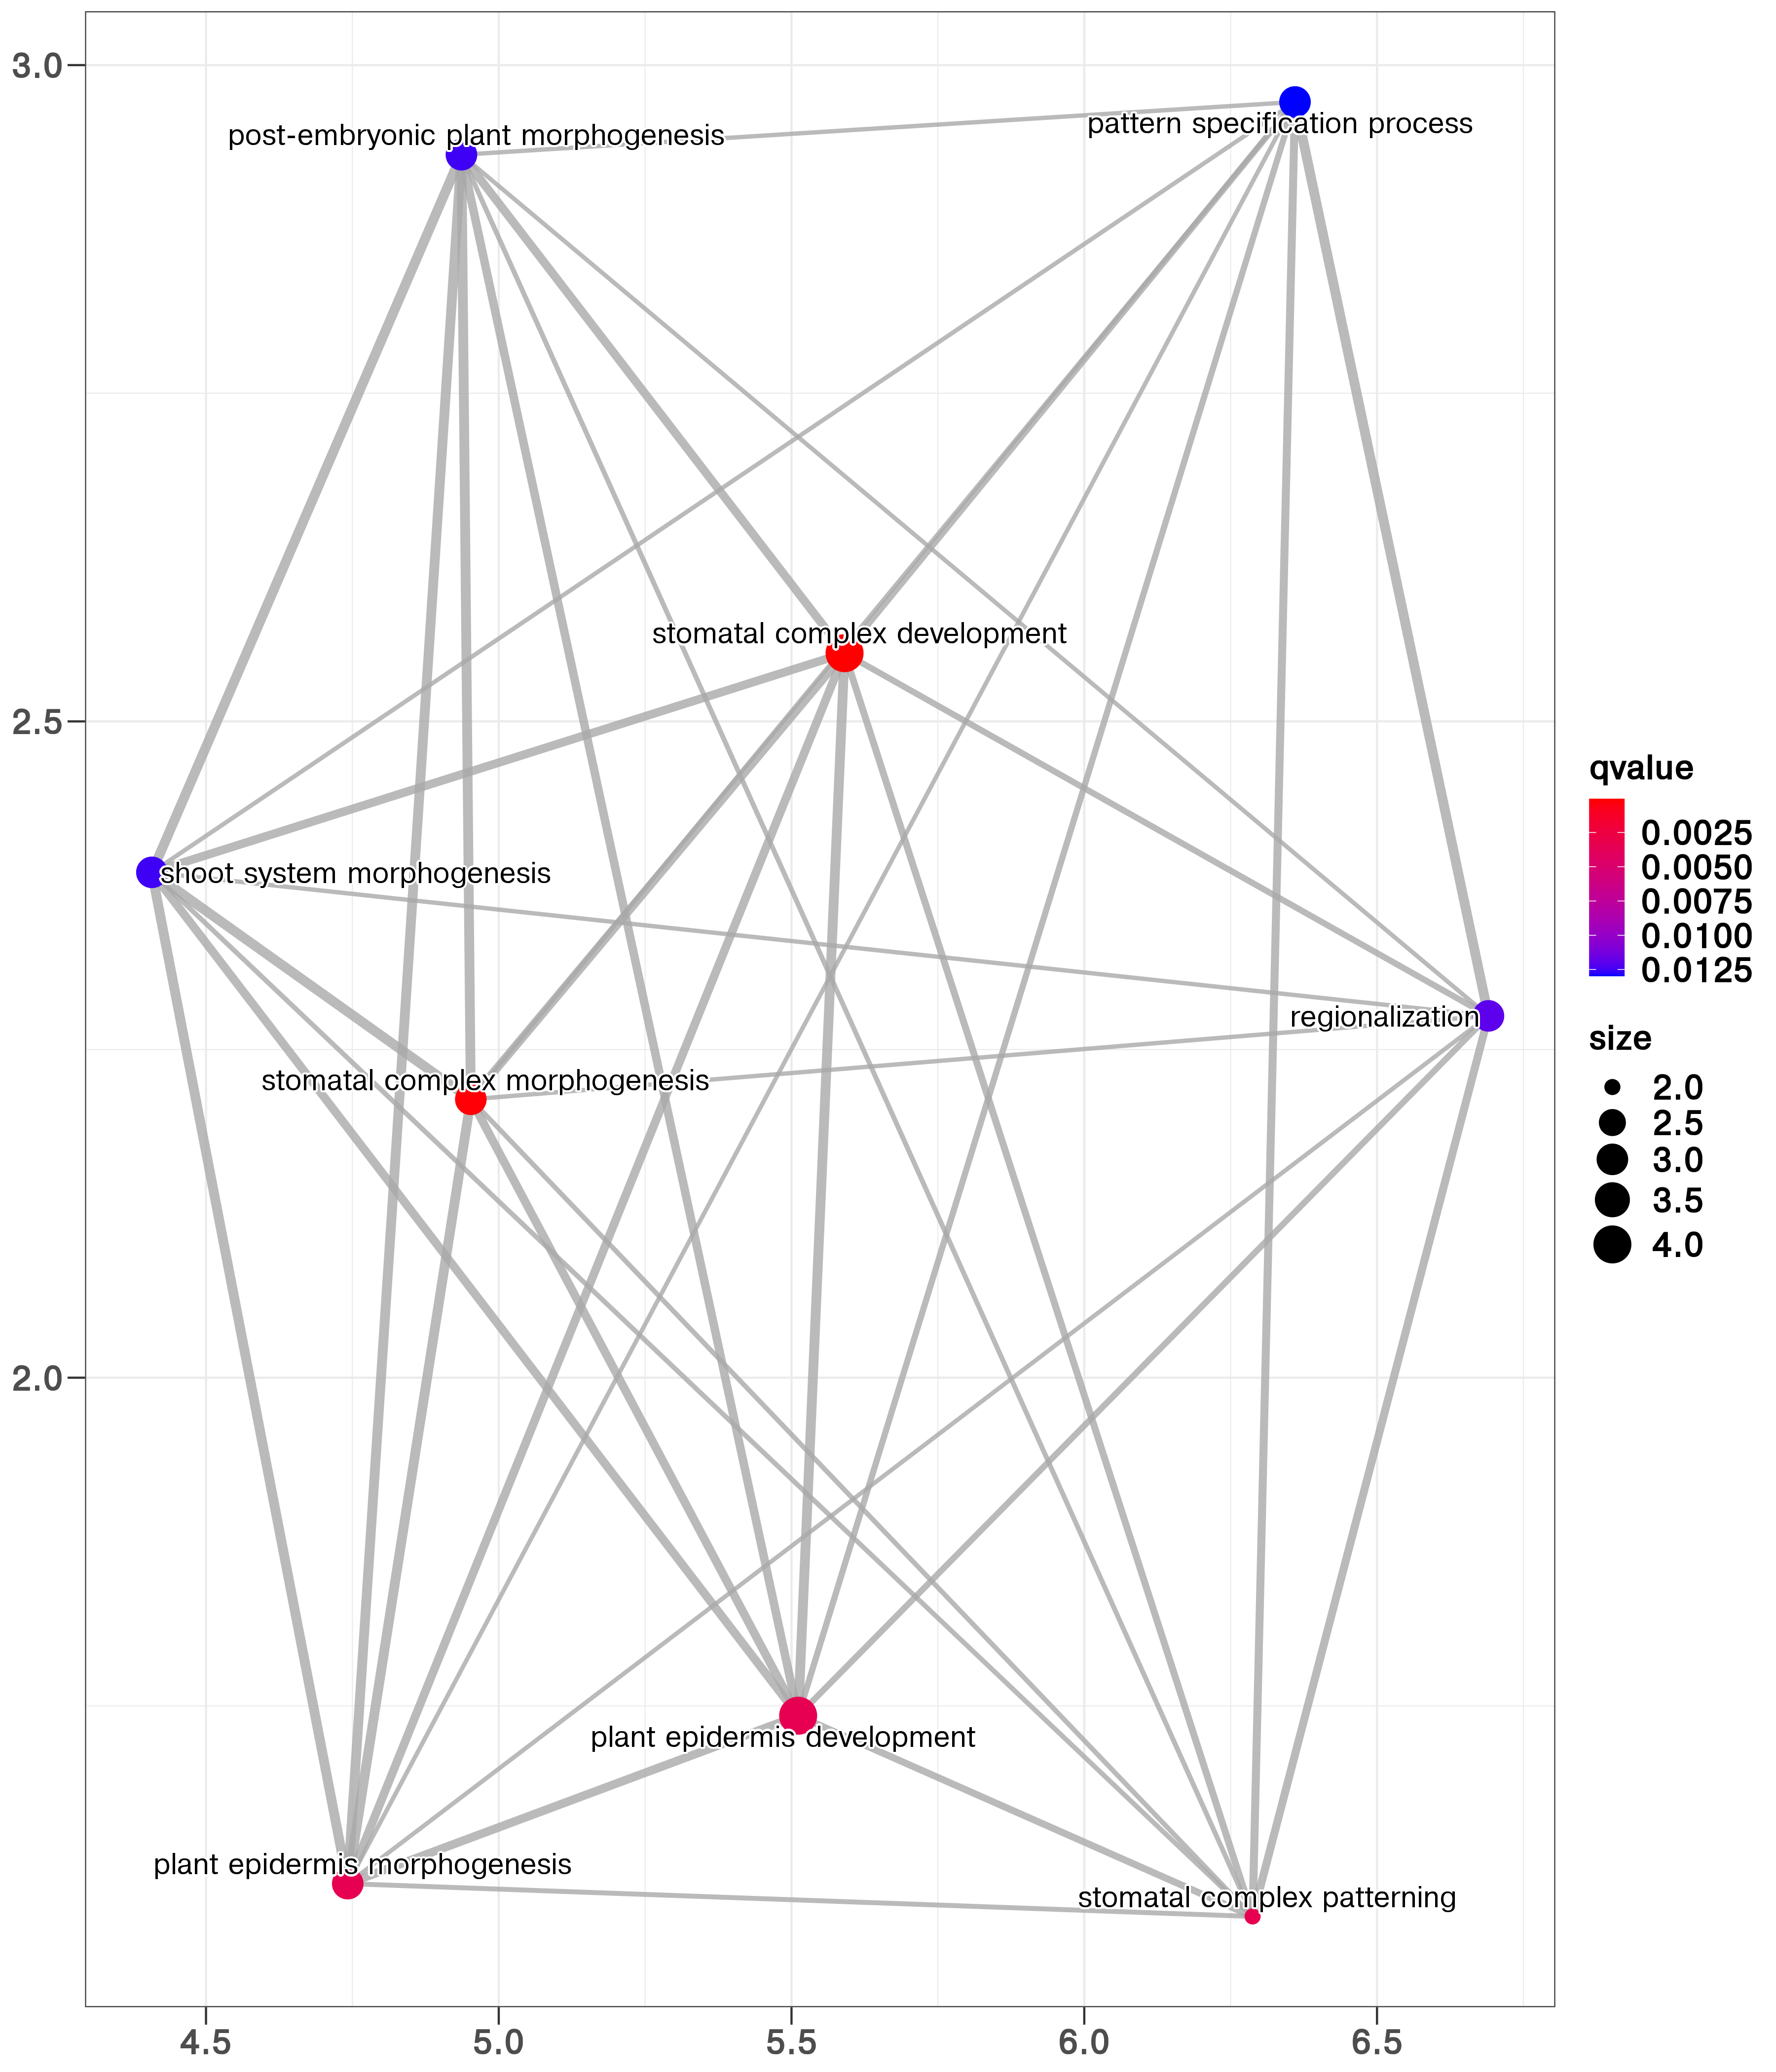 3.0
post-embryonic plant morphogenesis
pattern specification process
stomatal complex development
2.5
shoot system morphogenesis
regionalization
stomatal complex morphogenesis
2.0
plant epidermis development
plant epidermis morphogenesis
stomatal complex patterning
4.5 5.0 5.5 6.0 6.5
qvalue
0.0025
0.0050
0.0075
0.0100
0.0125
size
2.0
2.5
3.0
3.5
4.0